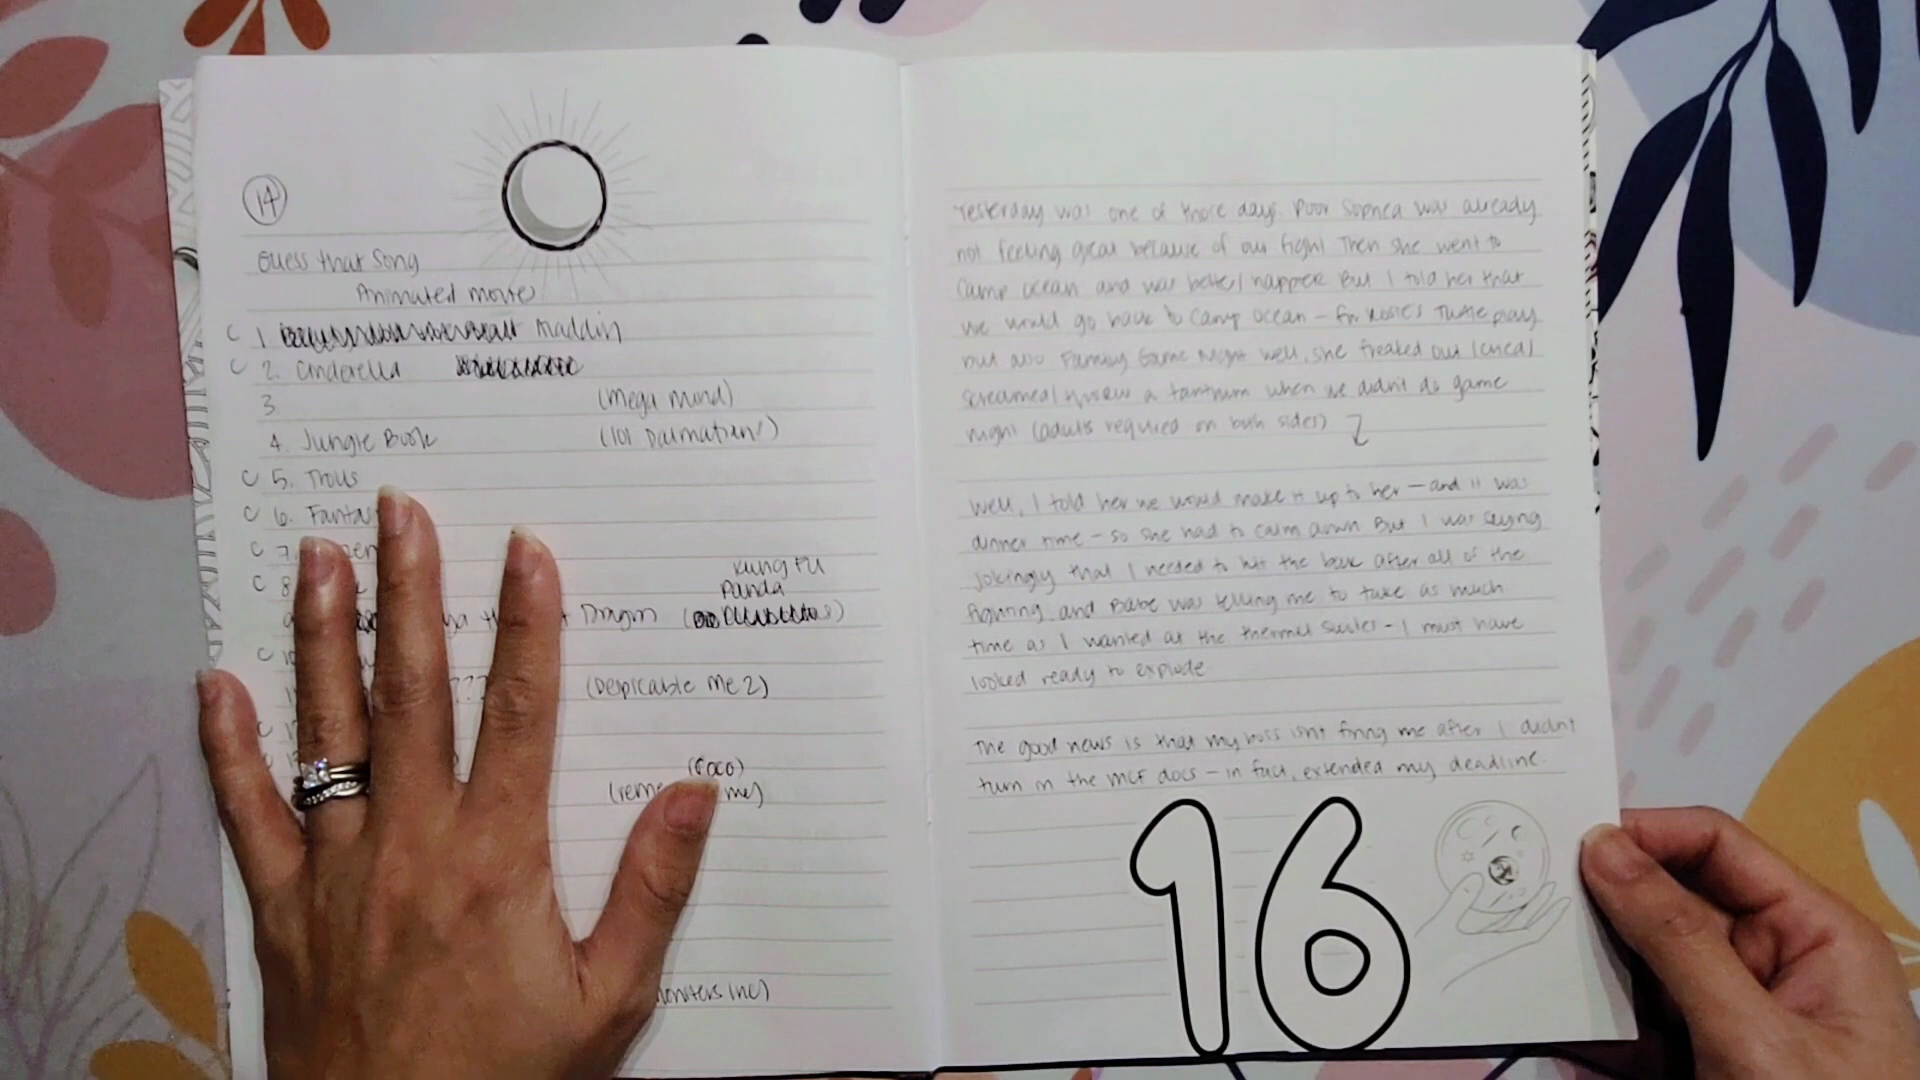 14
Guess that song
Animated movies
C 1. Aladdin
C 2. Cinderella
3 (Mega Mind)
4. Jungle Book (101 Dalmatians)
C 5. Trolls
C 6.
C 7.
C 8 Kung Fu
Panda
Dragon
C
(Despicable Me 2)
C
(Coco)
Inc)
Yesterday was one of those days. Poor Sophea was already
not feeling great because of our fight Then she went to
Camp Ocean and was better/napped. But I told her that
we would go back to Camp Ocean - for Rosie's Turtle play
but also Family Game Night well, she freaked out/cried/
screamed/threw a tantrum when we didn't do game
night (adults required on both sides)
Well, I told her we would make it up to her - and it was
dinner time - so she had to calm down But I was saying
jokingly that I needed to hit the after all of the
fighting and Babe was telling me to take as much
time as I wanted at the thermal suites - I must have
looked ready to explode
The good news is that my boss isn't firing me after I didn't
turn in the MCF docs - in fact, extended my deadline.
16